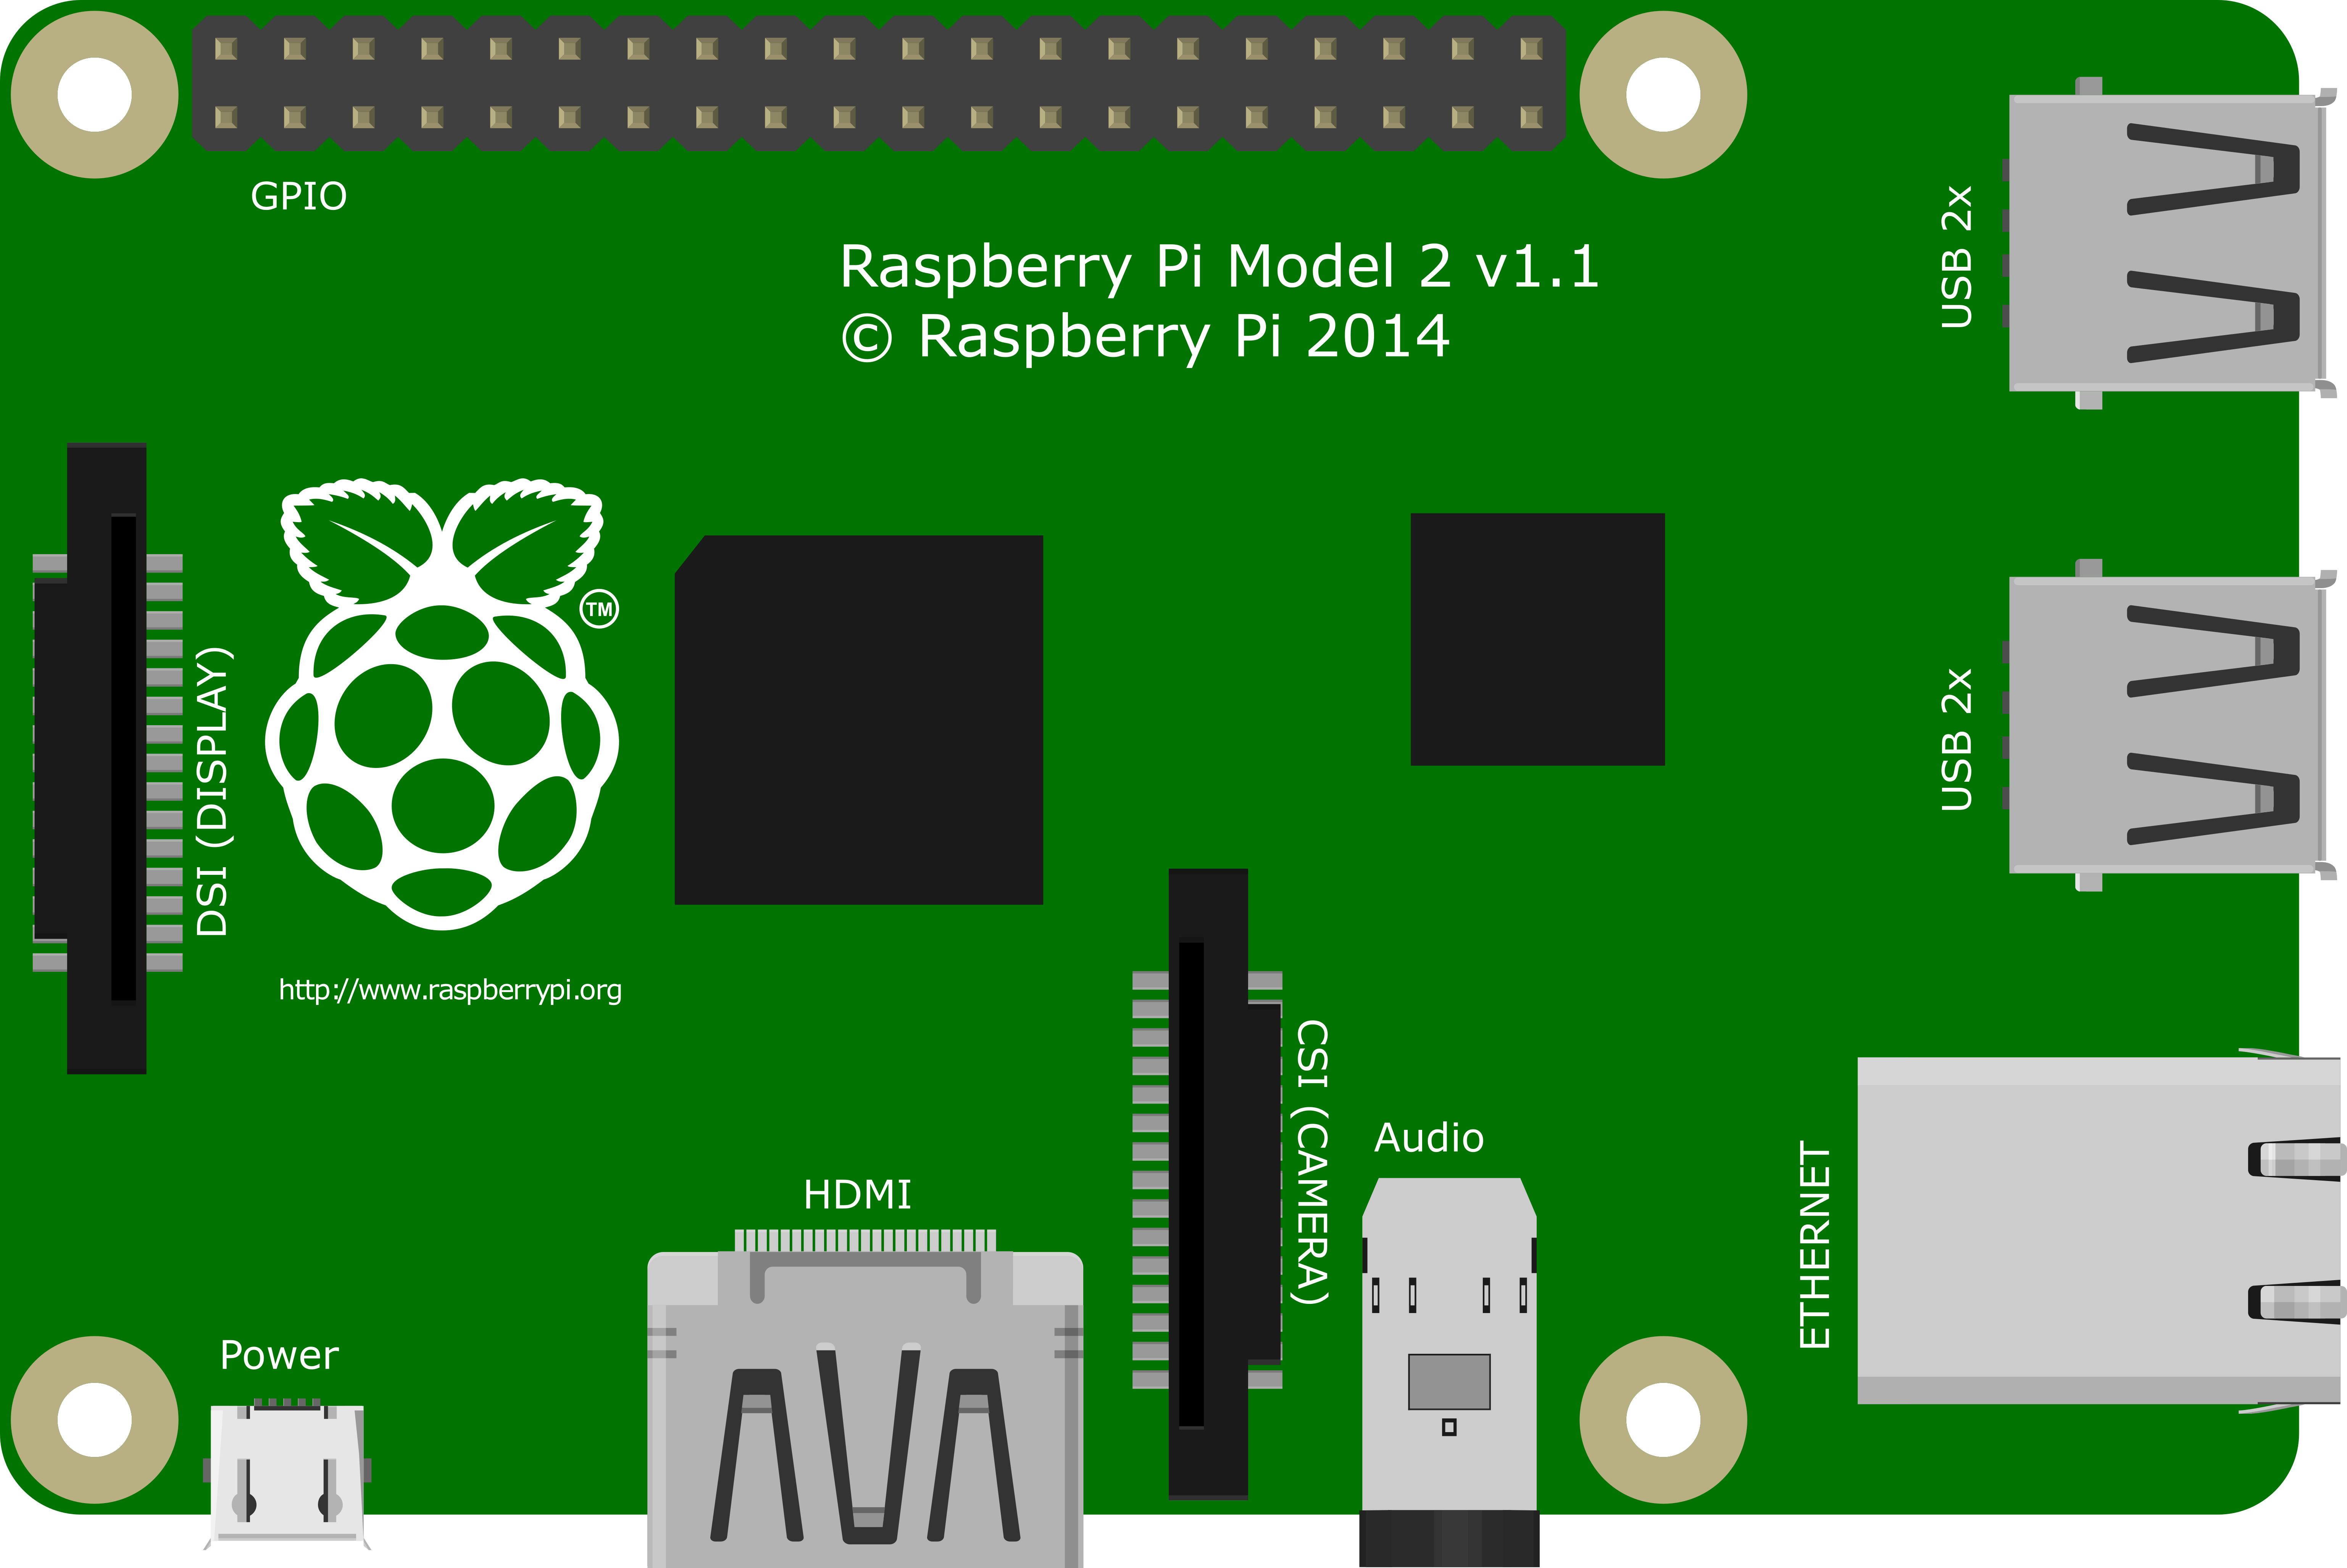 GPIO
Raspberry Pi Model 2 v1.1
© Raspberry Pi 2014
USB 2x
DSI (DISPLAY)
TM
USB 2x
http://www.raspberrypi.org
CSI (CAMERA)
Audio
HDMI
ETHERNET
Power